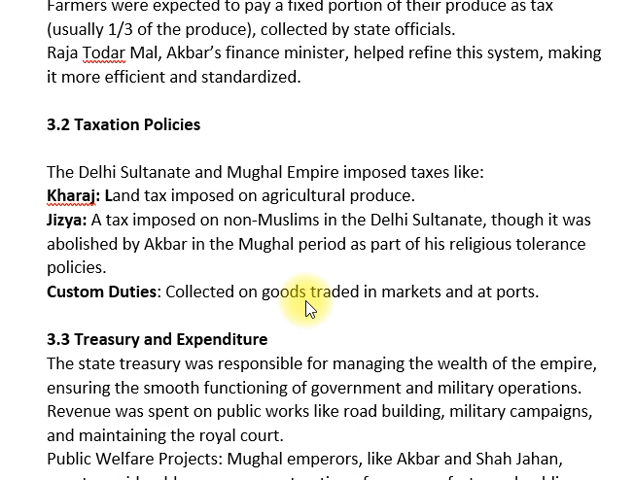 Farmers were expected to pay a fixed portion of their produce as tax
(usually 1/3 of the produce), collected by state officials.
Raja Todar Mal, Akbar’s finance minister, helped refine this system, making
it more efficient and standardized.
3.2 Taxation Policies
The Delhi Sultanate and Mughal Empire imposed taxes like:
Kharaj: Land tax imposed on agricultural produce.
Jizya: A tax imposed on non-Muslims in the Delhi Sultanate, though it was
abolished by Akbar in the Mughal period as part of his religious tolerance
policies.
Custom Duties: Collected on goods traded in markets and at ports.
3.3 Treasury and Expenditure
The state treasury was responsible for managing the wealth of the empire,
ensuring the smooth functioning of government and military operations.
Revenue was spent on public works like road building, military campaigns,
and maintaining the royal court.
Public Welfare Projects: Mughal emperors, like Akbar and Shah Jahan,